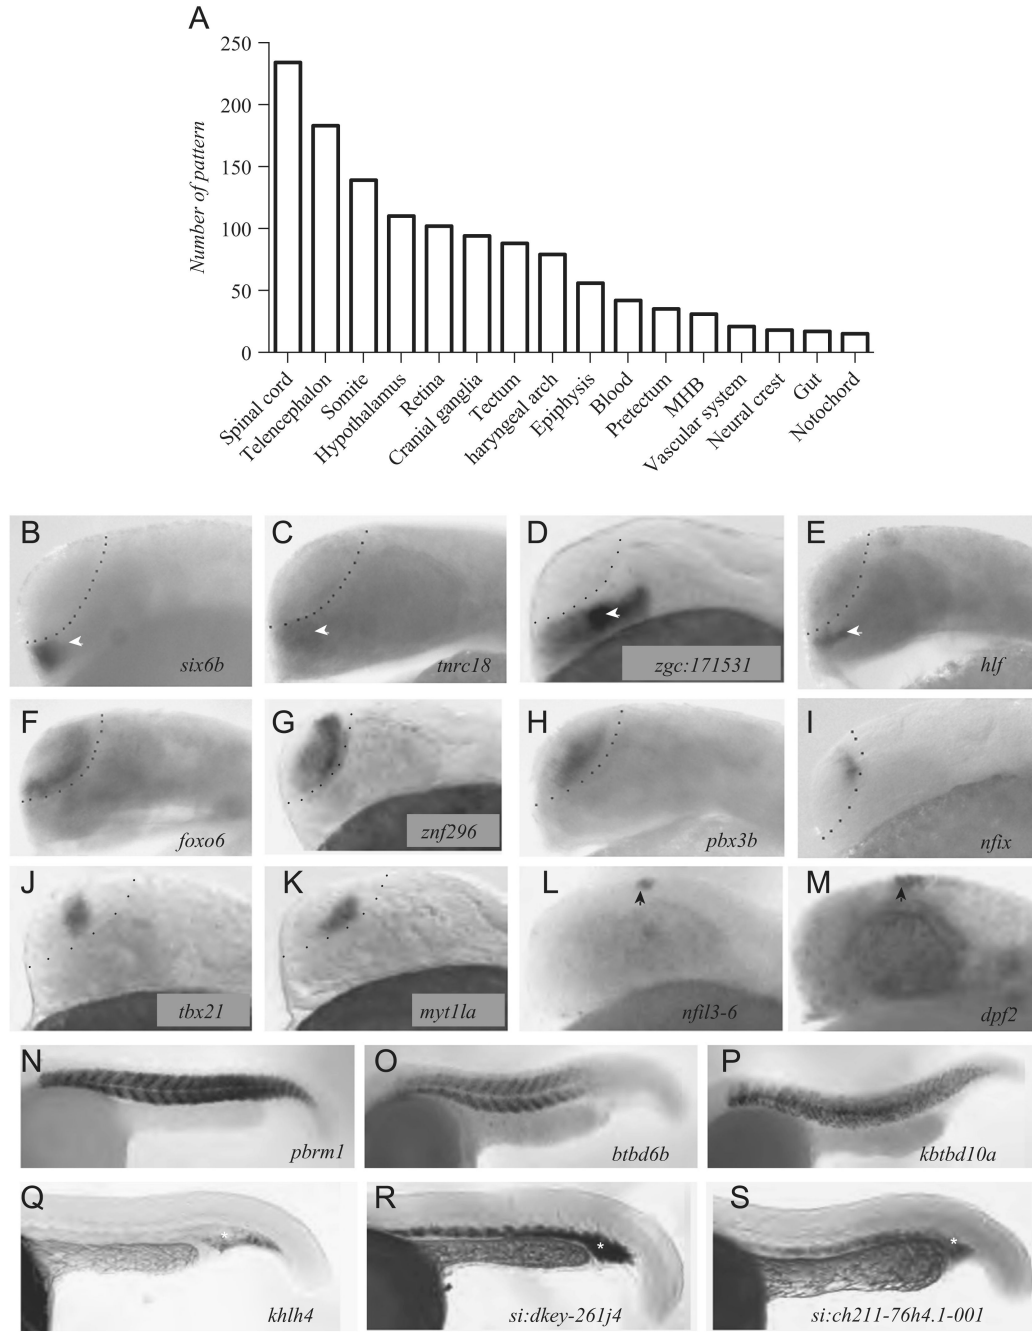 A
250
200
150
100
50
0
Number of pattern
Spinal cord
Telencephalon
Somite
Hypothalamus
Retina
Cranial ganglia
Tectum
haryngeal arch
Epiphysis
Blood
Pretectum
MHB
Vascular system
Neural crest
Gut
Notochord
B
six6b
C
tnrc18
D
zgc:171531
E
hlf
F
foxo6
G
znf296
H
pbx3b
I
nfix
J
tbx21
K
myt1la
L
nfil3-6
M
dpf2
N
pbrm1
O
btbd6b
P
kbtbd10a
Q
*
khlh4
R
*
si:dkey-261j4
S
*
si:ch211-76h4.1-001